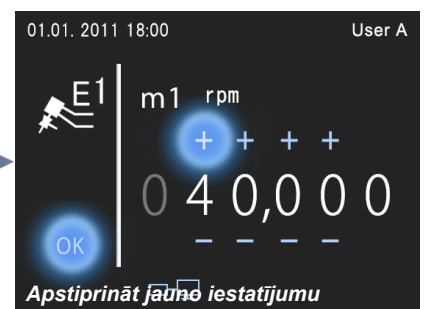 01.01. 2011 18:00 User A
E1
m1 rpm
+ + + +
0 4 0,0 0 0
− − − −
OK
Apstiprināt jauno iestatījumu